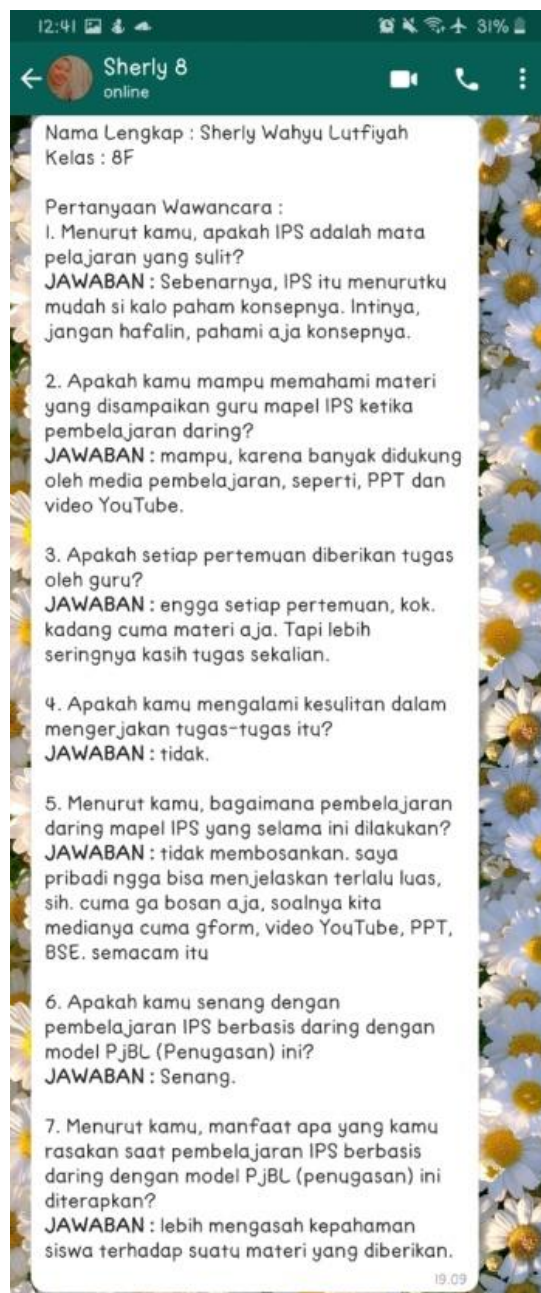 12:41
31%
Sherly 8
online
Nama Lengkap : Sherly Wahyu Lutfiyah
Kelas : 8F
Pertanyaan Wawancara :
1. Menurut kamu, apakah IPS adalah mata
pelajaran yang sulit?
JAWABAN : Sebenarnya, IPS itu menurutku
mudah si kalo paham konsepnya. Intinya,
jangan hafalin, pahami aja konsepnya.
2. Apakah kamu mampu memahami materi
yang disampaikan guru mapel IPS ketika
pembelajaran daring?
JAWABAN : mampu, karena banyak didukung
oleh media pembelajaran, seperti, PPT dan
video YouTube.
3. Apakah setiap pertemuan diberikan tugas
oleh guru?
JAWABAN : engga setiap pertemuan, kok.
kadang cuma materi aja. Tapi lebih
seringnya kasih tugas sekalian.
4. Apakah kamu mengalami kesulitan dalam
mengerjakan tugas-tugas itu?
JAWABAN : tidak.
5. Menurut kamu, bagaimana pembelajaran
daring mapel IPS yang selama ini dilakukan?
JAWABAN : tidak membosankan. saya
pribadi ngga bisa menjelaskan terlalu luas,
sih. cuma ga bosan aja, soalnya kita
medianya cuma gform, video YouTube, PPT,
BSE. semacam itu
6. Apakah kamu senang dengan
pembelajaran IPS berbasis daring dengan
model PjBL (Penugasan) ini?
JAWABAN : Senang.
7. Menurut kamu, manfaat apa yang kamu
rasakan saat pembelajaran IPS berbasis
daring dengan model PjBL (penugasan) ini
diterapkan?
JAWABAN : lebih mengasah kepahaman
siswa terhadap suatu materi yang diberikan.
19.09